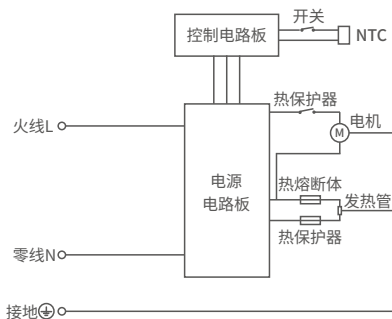 开关
控制电路板
NTC
热保护器
火线L
电机
M
电源
电路板
热熔断体
发热管
热保护器
零线N
接地